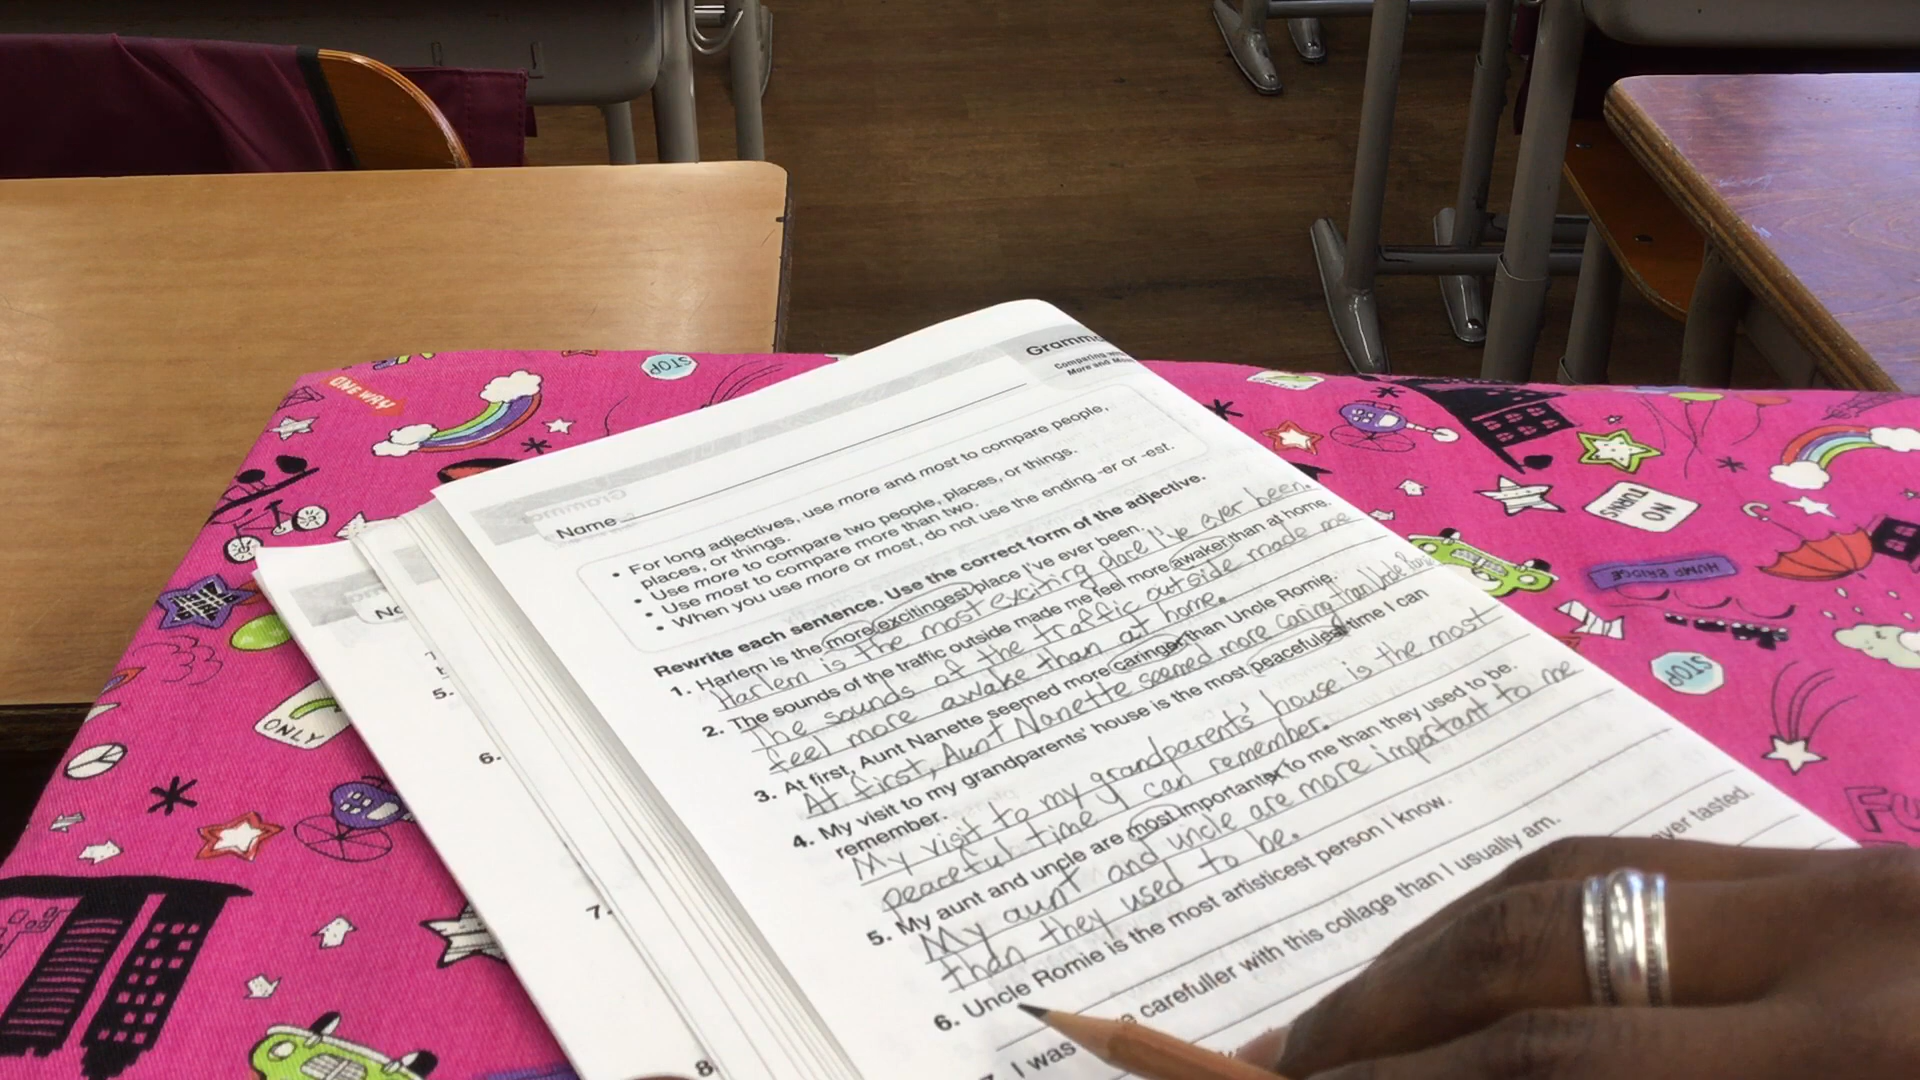 Gramma
Comparing wi
More and Mos
Name
• For long adjectives, use more and most to compare people,
places, or things.
• Use more to compare two people, places, or things.
• Use most to compare more than two.
• When you use more or most, do not use the ending -er or -est.
Rewrite each sentence. Use the correct form of the adjective.
1. Harlem is the more excitingest place I've ever been.
Harlem is the most exciting place I've ever been.
2. The sounds of the traffic outside made me feel more awaker than at home.
The sounds of the traffic outside made me
feel more awake than at home.
3. At first, Aunt Nanette seemed more caringer than Uncle Romie.
At first, Aunt Nanette seemed more caring than Uncle
4. My visit to my grandparents' house is the most peacefulest time I can
remember.
My visit to my grandparents' house is the most
peaceful time I can remember.
5. My aunt and uncle are most important to me than they used to be.
My aunt and uncle are more important to me
than they used to be.
6. Uncle Romie is the most artisticest person I know.
I was carefuller with this collage than I usually am.
ever tasted.
5.
6.
7.
8.
ONE WAY
STOP
ONLY
NO
TURNS
HUMP BRIDGE
STOP
FU